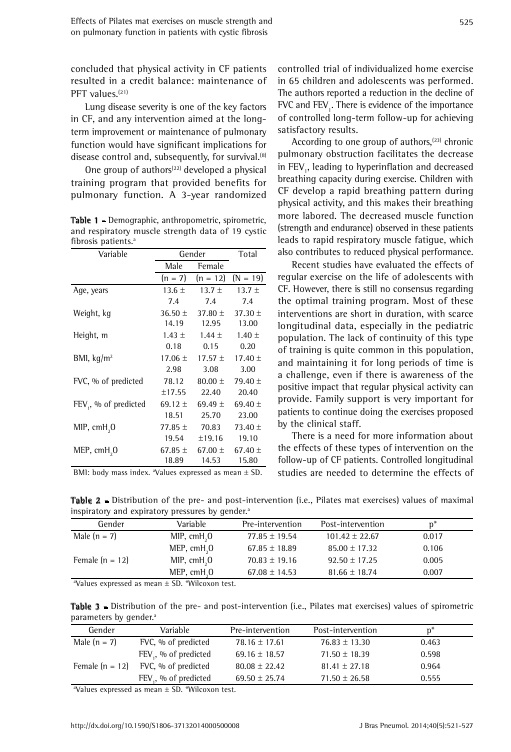 Effects of Pilates mat exercises on muscle strength and
on pulmonary function in patients with cystic fibrosis
525
concluded that physical activity in CF patients
resulted in a credit balance: maintenance of
PFT values.(21)
Lung disease severity is one of the key factors
in CF, and any intervention aimed at the long-
term improvement or maintenance of pulmonary
function would have significant implications for
disease control and, subsequently, for survival.(8)
One group of authors(22) developed a physical
training program that provided benefits for
pulmonary function. A 3-year randomized
Table 1 - Demographic, anthropometric, spirometric,
and respiratory muscle strength data of 19 cystic
fibrosis patients.a
Variable Gender Total
Male Female
(n = 7) (n = 12) (N = 19)
Age, years 13.6 ± 13.7 ± 13.7 ±
7.4 7.4 7.4
Weight, kg 36.50 ± 37.80 ± 37.30 ±
14.19 12.95 13.00
Height, m 1.43 ± 1.44 ± 1.40 ±
0.18 0.15 0.20
BMI, kg/m² 17.06 ± 17.57 ± 17.40 ±
2.98 3.08 3.00
FVC, % of predicted 78.12 80.00 ± 79.40 ±
±17.55 22.40 20.40
FEV1, % of predicted 69.12 ± 69.49 ± 69.40 ±
18.51 25.70 23.00
MIP, cmH2O 77.85 ± 70.83 73.40 ±
19.54 ±19.16 19.10
MEP, cmH2O 67.85 ± 67.00 ± 67.40 ±
18.89 14.53 15.80
BMI: body mass index. aValues expressed as mean ± SD.
controlled trial of individualized home exercise
in 65 children and adolescents was performed.
The authors reported a reduction in the decline of
FVC and FEV1. There is evidence of the importance
of controlled long-term follow-up for achieving
satisfactory results.
According to one group of authors,(23) chronic
pulmonary obstruction facilitates the decrease
in FEV1, leading to hyperinflation and decreased
breathing capacity during exercise. Children with
CF develop a rapid breathing pattern during
physical activity, and this makes their breathing
more labored. The decreased muscle function
(strength and endurance) observed in these patients
leads to rapid respiratory muscle fatigue, which
also contributes to reduced physical performance.
Recent studies have evaluated the effects of
regular exercise on the life of adolescents with
CF. However, there is still no consensus regarding
the optimal training program. Most of these
interventions are short in duration, with scarce
longitudinal data, especially in the pediatric
population. The lack of continuity of this type
of training is quite common in this population,
and maintaining it for long periods of time is
a challenge, even if there is awareness of the
positive impact that regular physical activity can
provide. Family support is very important for
patients to continue doing the exercises proposed
by the clinical staff.
There is a need for more information about
the effects of these types of intervention on the
follow-up of CF patients. Controlled longitudinal
studies are needed to determine the effects of
Table 2 - Distribution of the pre- and post-intervention (i.e., Pilates mat exercises) values of maximal
inspiratory and expiratory pressures by gender.a
Gender Variable Pre-intervention Post-intervention p*
Male (n = 7) MIP, cmH2O 77.85 ± 19.54 101.42 ± 22.67 0.017
MEP, cmH2O 67.85 ± 18.89 85.00 ± 17.32 0.106
Female (n = 12) MIP, cmH2O 70.83 ± 19.16 92.50 ± 17.25 0.005
MEP, cmH2O 67.08 ± 14.53 81.66 ± 18.74 0.007
aValues expressed as mean ± SD. *Wilcoxon test.
Table 3 - Distribution of the pre- and post-intervention (i.e., Pilates mat exercises) values of spirometric
parameters by gender.a
Gender Variable Pre-intervention Post-intervention p*
Male (n = 7) FVC, % of predicted 78.16 ± 17.61 76.83 ± 13.30 0.463
FEV1, % of predicted 69.16 ± 18.57 71.50 ± 18.39 0.598
Female (n = 12) FVC, % of predicted 80.08 ± 22.42 81.41 ± 27.18 0.964
FEV1, % of predicted 69.50 ± 25.74 71.50 ± 26.58 0.555
aValues expressed as mean ± SD. *Wilcoxon test.
http://dx.doi.org/10.1590/S1806-37132014000500008
J Bras Pneumol. 2014;40(5):521-527